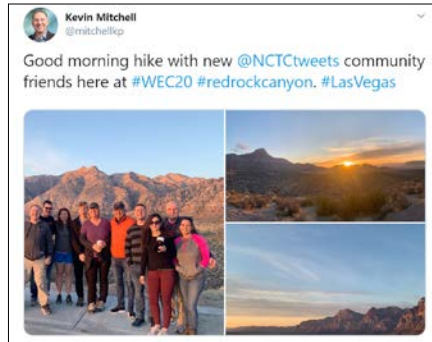 Kevin Mitchell
@mitchellkp
Good morning hike with new @NCTCtweets community
friends here at #WEC20 #redrockcanyon. #LasVegas